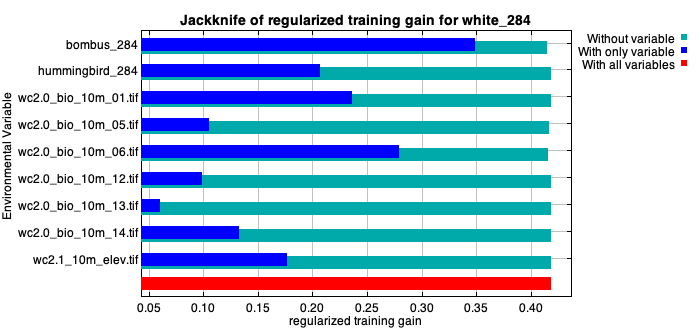 Jackknife of regularized training gain for white_284
Without variable
With only variable
With all variables
Environmental Variable
bombus_284
hummingbird_284
wc2.0_bio_10m_01.tif
wc2.0_bio_10m_05.tif
wc2.0_bio_10m_06.tif
wc2.0_bio_10m_12.tif
wc2.0_bio_10m_13.tif
wc2.0_bio_10m_14.tif
wc2.1_10m_elev.tif
0.05 0.10 0.15 0.20 0.25 0.30 0.35 0.40
regularized training gain